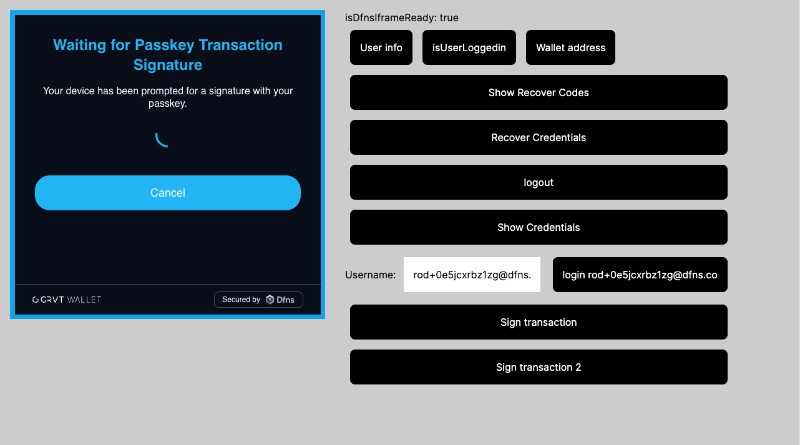 Waiting for Passkey Transaction
Signature
Your device has been prompted for a signature with your
passkey.
Cancel
GRVT WALLET
Secured by Dfns
isDfnsIframeReady: true
User info
isUserLoggedin
Wallet address
Show Recover Codes
Recover Credentials
logout
Show Credentials
Username: rod+0e5jcxrbz1zg@dfns.
login rod+0e5jcxrbz1zg@dfns.co
Sign transaction
Sign transaction 2